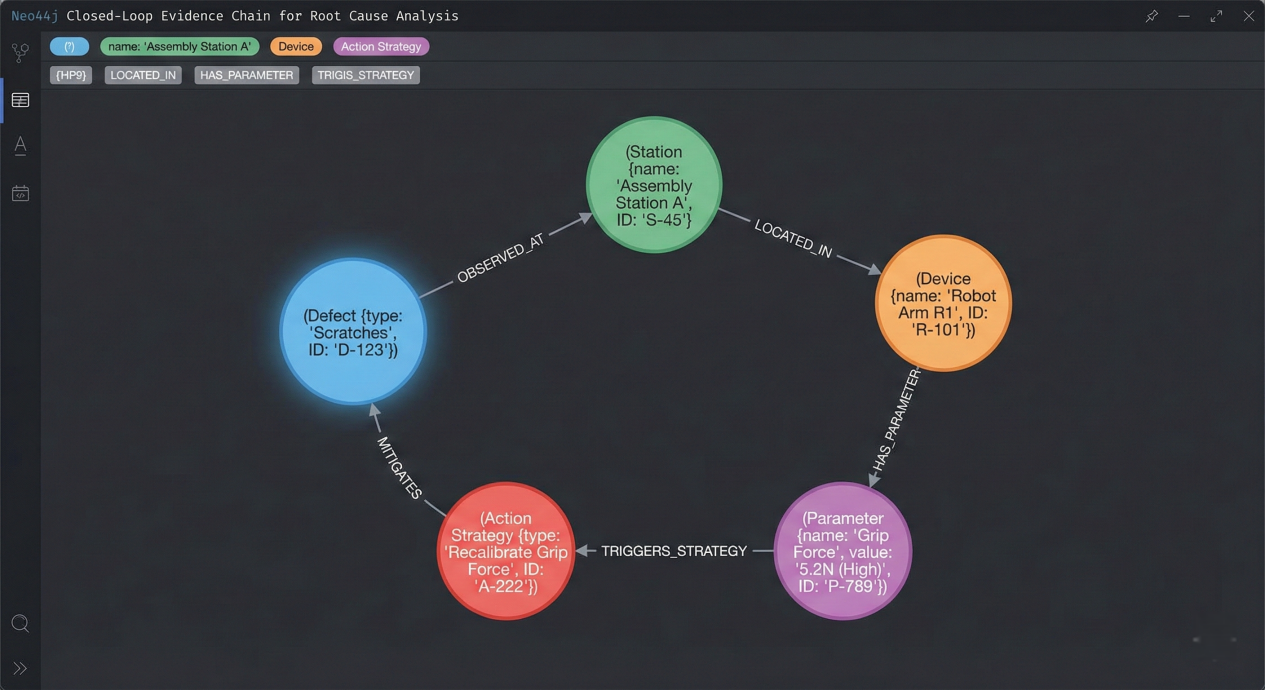 Neo44j Closed-Loop Evidence Chain for Root Cause Analysis
(?) name: 'Assembly Station A' Device Action Strategy
{HP9} LOCATED_IN HAS_PARAMETER TRIGIS_STRATEGY
(Station
{name:
'Assembly
Station A',
ID: 'S-45'}
OBSERVED_AT
LOCATED_IN
(Device
{name: 'Robot
Arm R1', ID:
'R-101'})
(Defect {type:
'Scratches',
ID: 'D-123'})
HAS_PARAMETER
MITIGATES
(Action
Strategy {type:
'Recalibrate Grip
Force', ID:
'A-222'})
TRIGGERS_STRATEGY
(Parameter
{name: 'Grip
Force', value:
'5.2N (High)',
ID: 'P-789'})